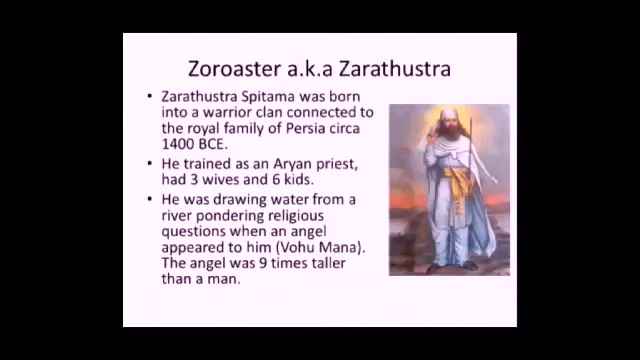 Zoroaster a.k.a Zarathustra
• Zarathustra Spitama was born
into a warrior clan connected to
the royal family of Persia circa
1400 BCE.
• He trained as an Aryan priest,
had 3 wives and 6 kids.
• He was drawing water from a
river pondering religious
questions when an angel
appeared to him (Vohu Mana).
The angel was 9 times taller
than a man.